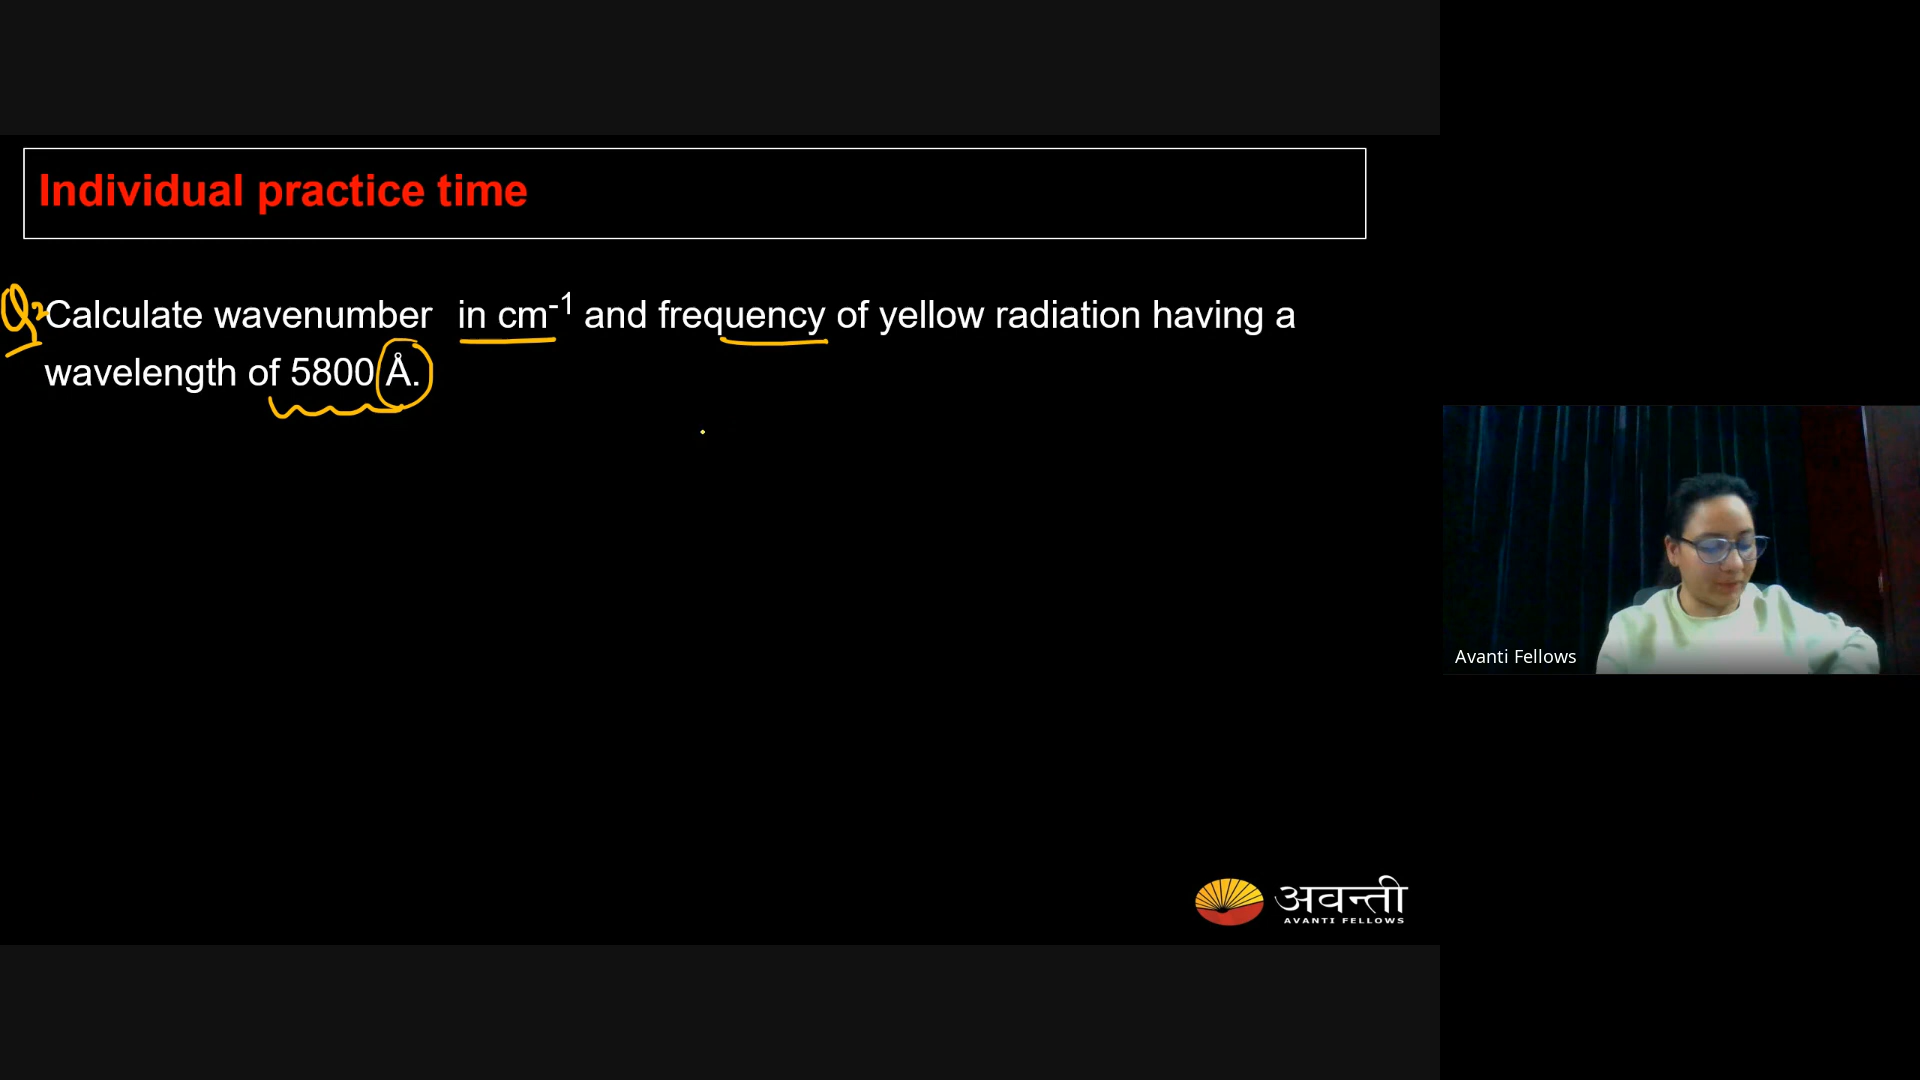 Individual practice time
Q2 Calculate wavenumber in cm⁻¹ and frequency of yellow radiation having a
wavelength of 5800 Å.
Avanti Fellows
अवन्ती
AVANTI FELLOWS